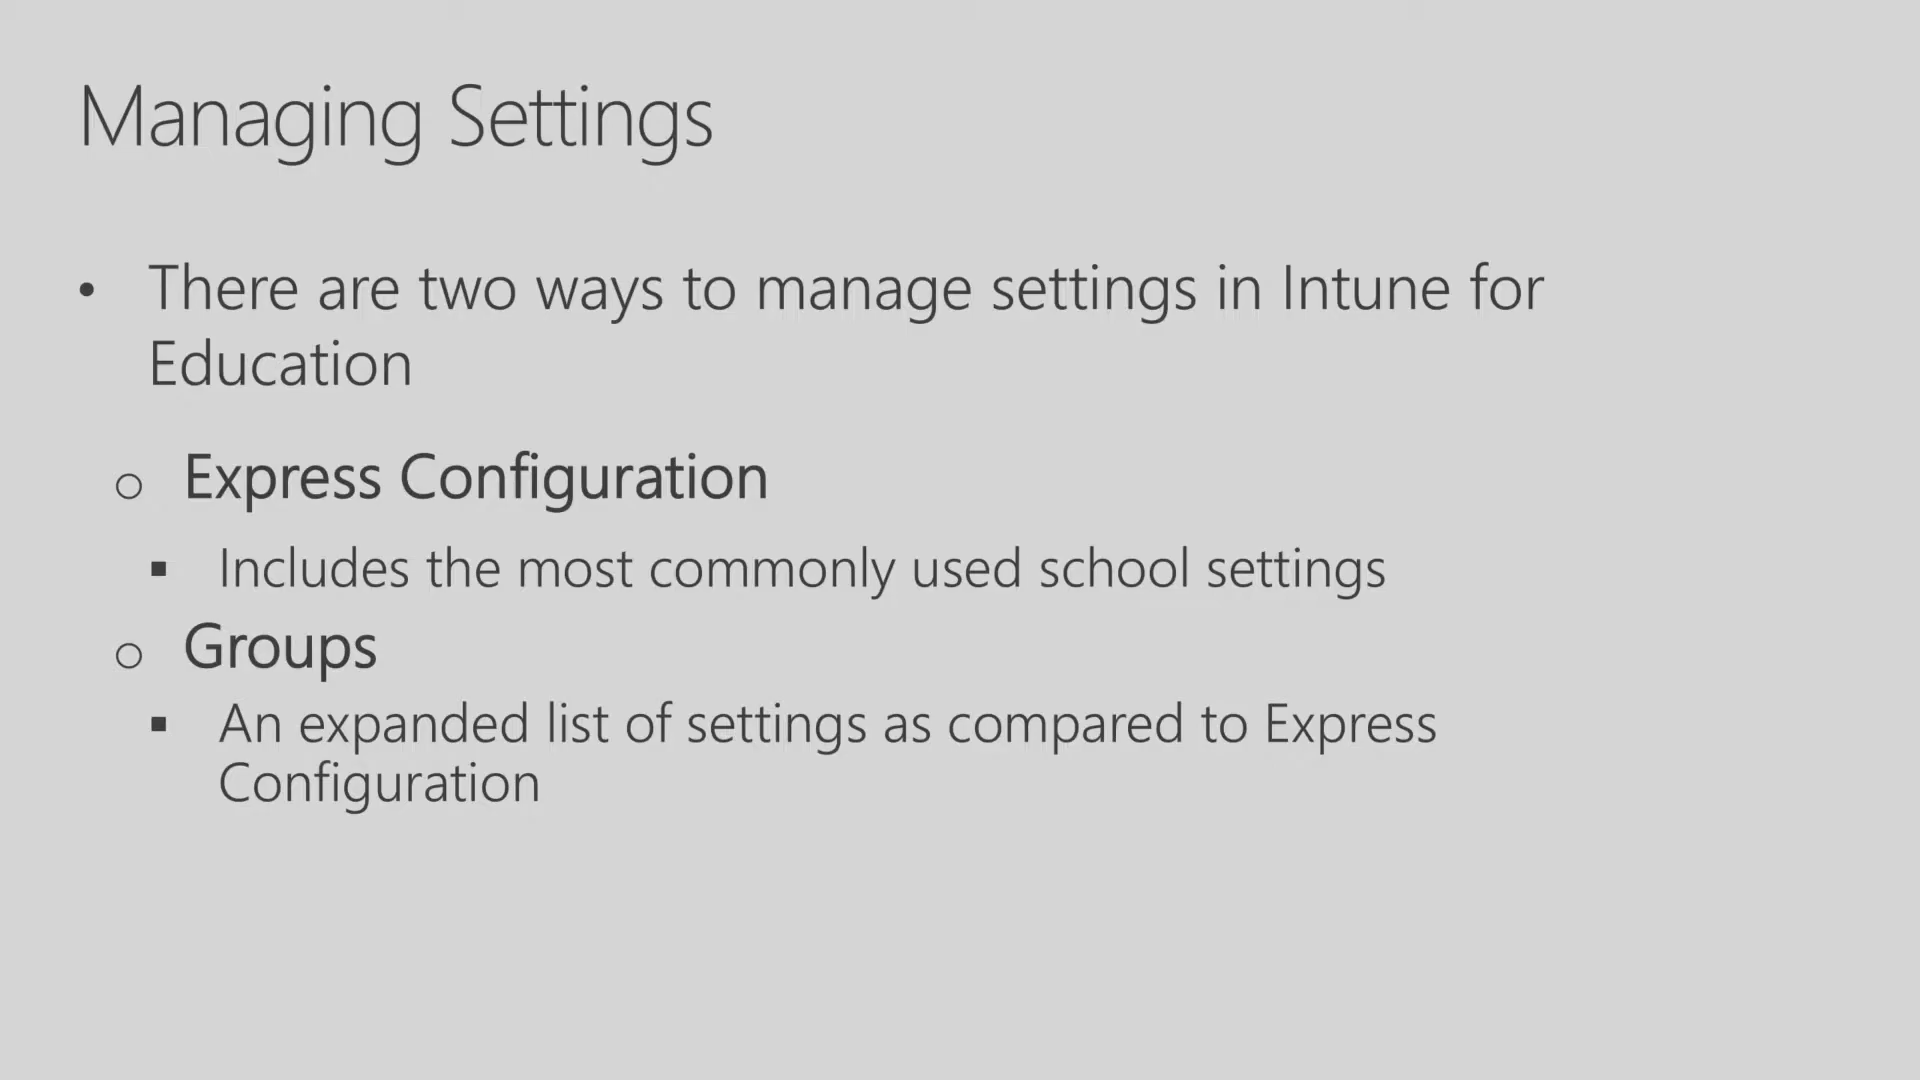 Managing Settings
• There are two ways to manage settings in Intune for
Education
o Express Configuration
▪ Includes the most commonly used school settings
o Groups
▪ An expanded list of settings as compared to Express
Configuration